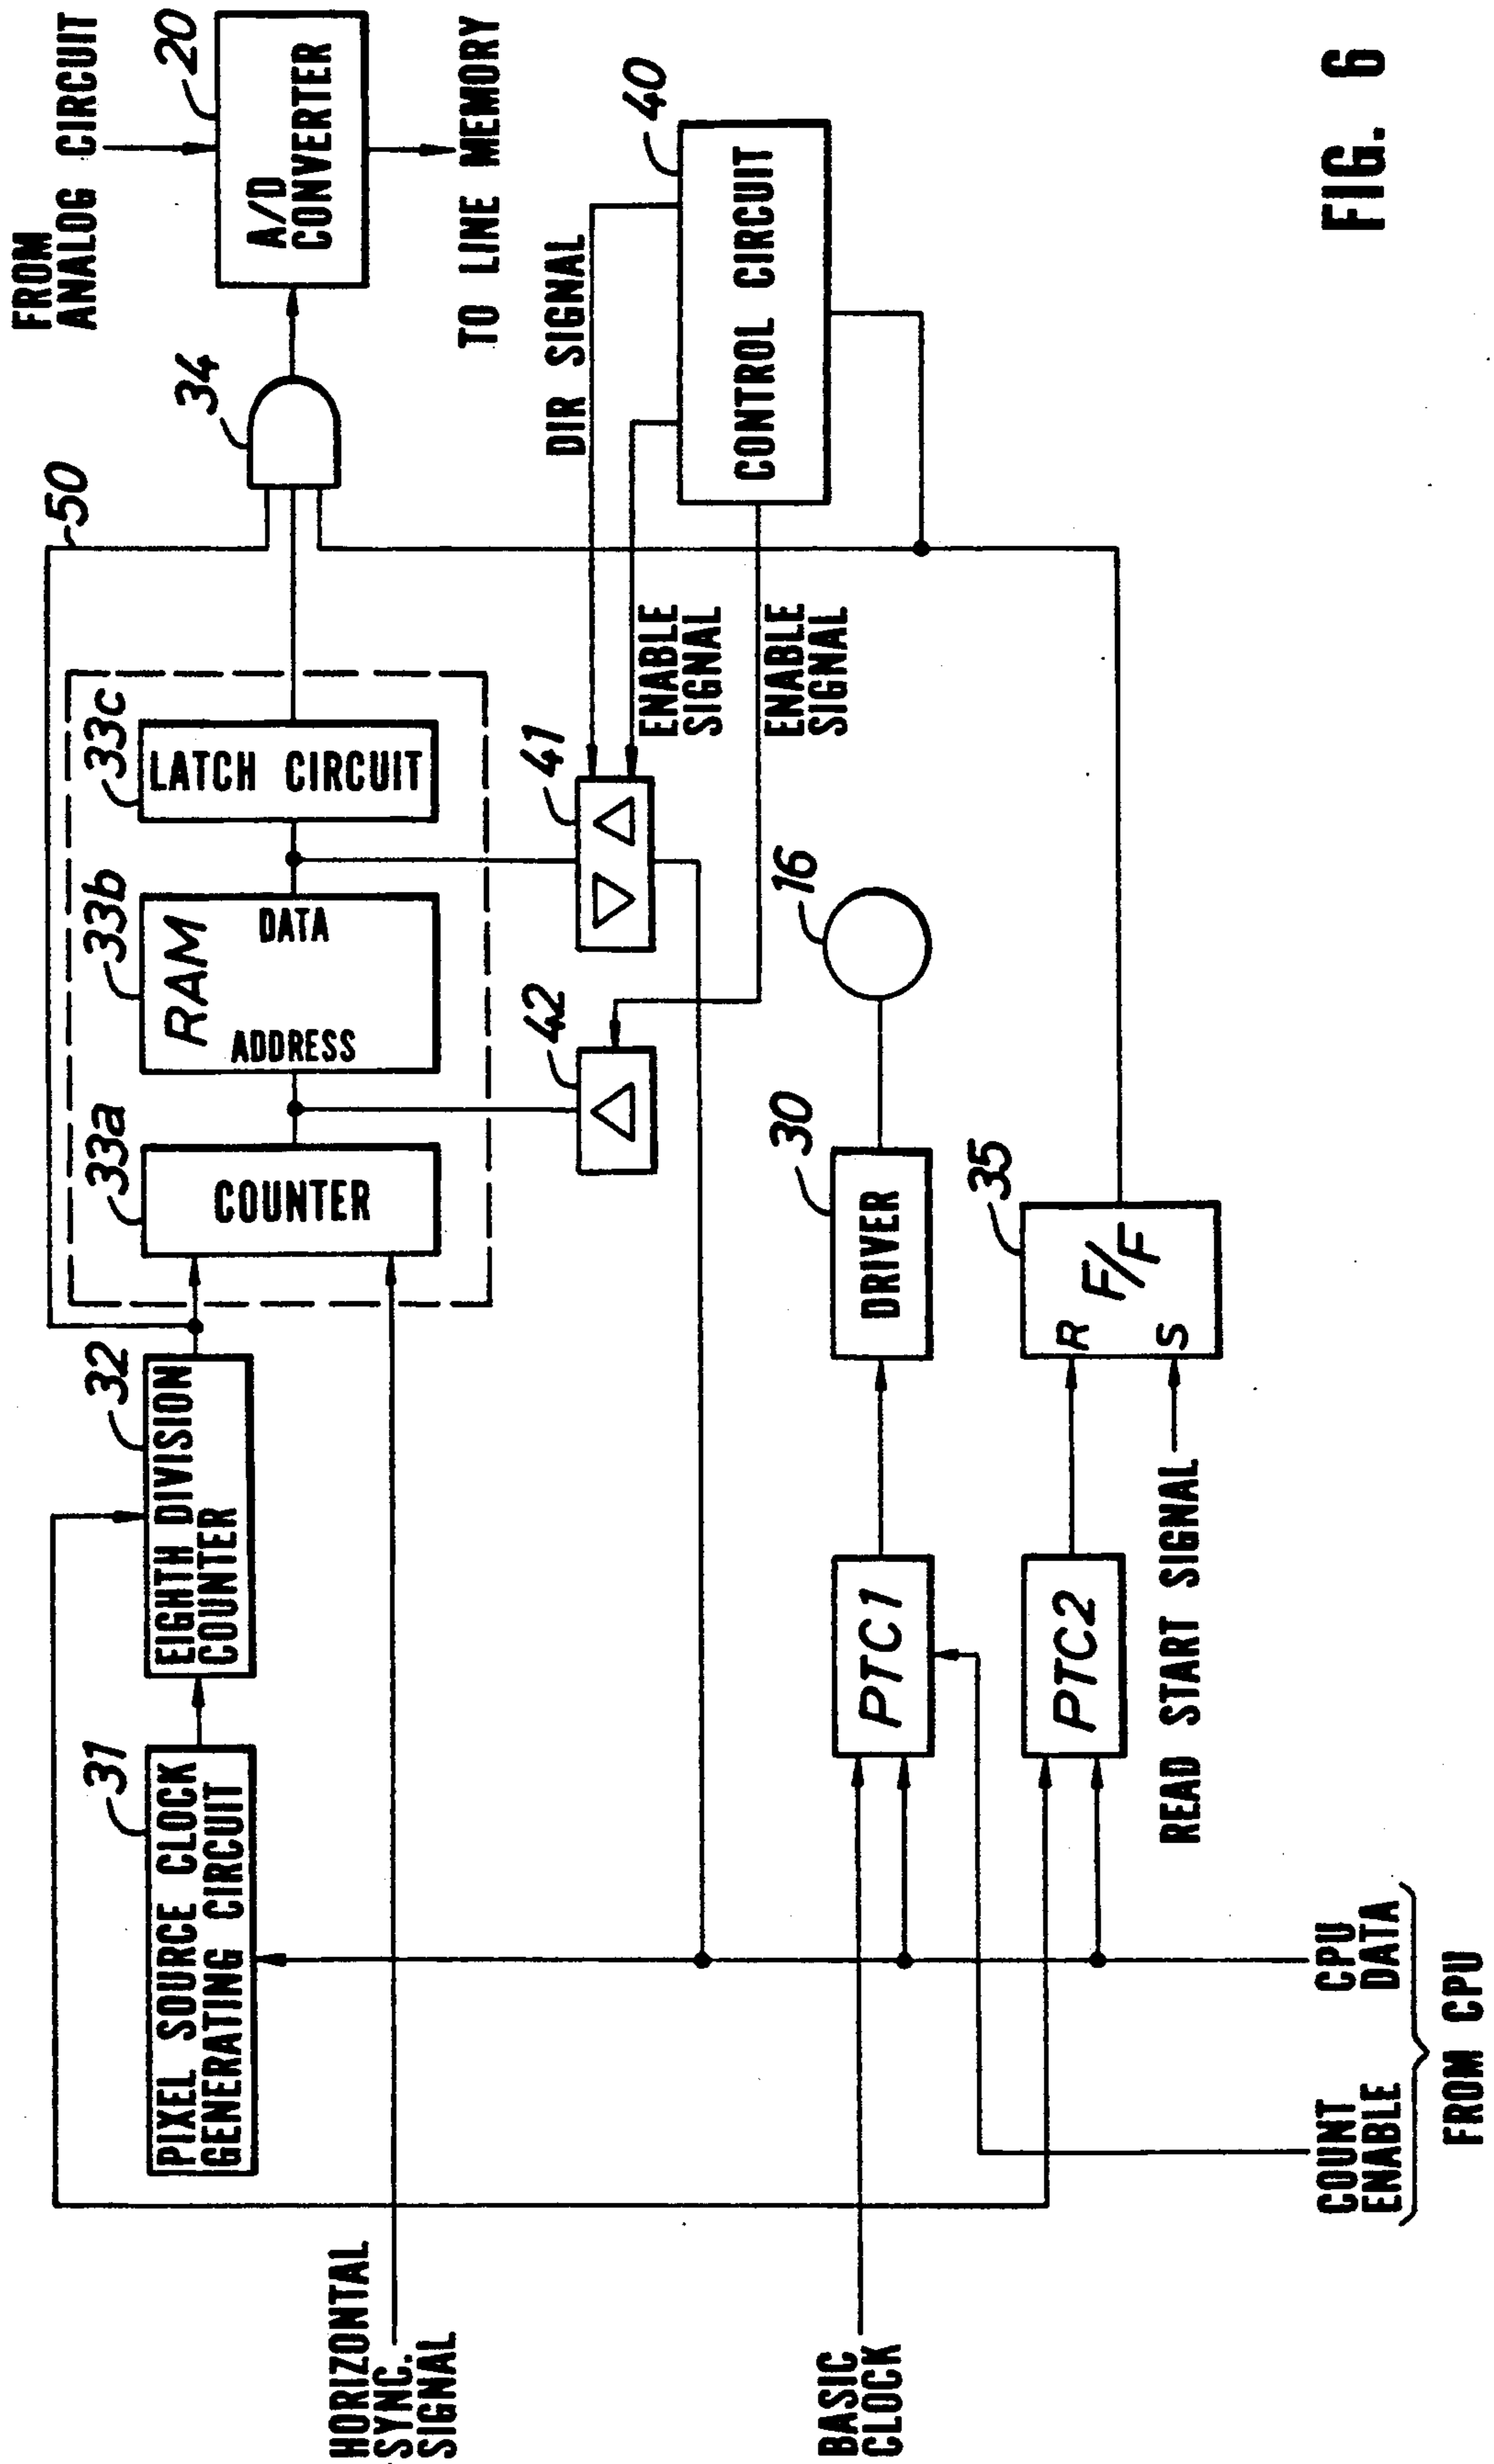 FROM
ANALOG CIRCUIT
20
A/D
CONVERTER
TO LINE MEMORY
34
50
33a
COUNTER
33b
RAM
ADDRESS
DATA
33c
LATCH CIRCUIT
31
PIXEL SOURCE CLOCK
GENERATING CIRCUIT
32
EIGHTH DIVISION
COUNTER
HORIZONTAL
SYNC.
SIGNAL
42
41
DIR SIGNAL
ENABLE
SIGNAL
ENABLE
SIGNAL
40
CONTROL CIRCUIT
BASIC
CLOCK
PTC1
30
DRIVER
16
PTC2
35
R
F/F
S
READ START SIGNAL
COUNT
ENABLE
CPU
DATA
FROM CPU
FIG. 6